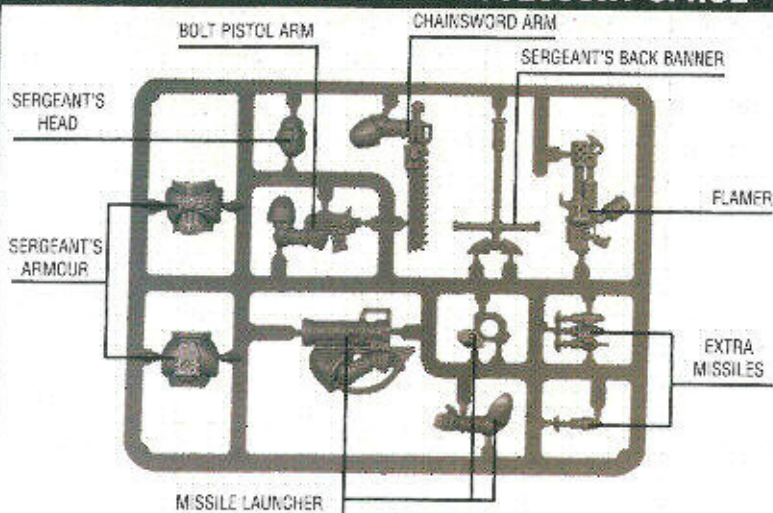 CHAINSWORD ARM
BOLT PISTOL ARM
SERGEANT'S BACK BANNER
SERGEANT'S
HEAD
FLAMER
SERGEANT'S
ARMOUR
EXTRA
MISSILES
MISSILE LAUNCHER